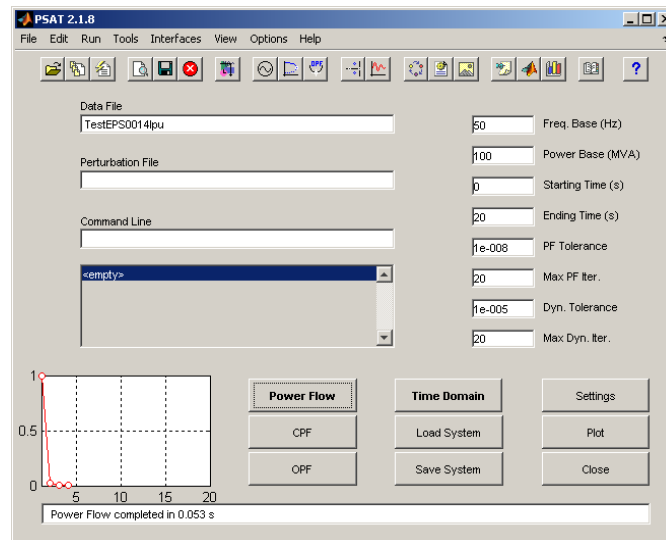 PSAT 2.1.8
File Edit Run Tools Interfaces View Options Help
OPF
?
Data File
TestEPS0014lpu
Perturbation File
Command Line
<empty>
50 Freq. Base (Hz)
100 Power Base (MVA)
0 Starting Time (s)
20 Ending Time (s)
1e-008 PF Tolerance
20 Max PF Iter.
1e-005 Dyn. Tolerance
20 Max Dyn. Iter.
1
0.5
0
5 10 15 20
Power Flow Time Domain Settings
CPF Load System Plot
OPF Save System Close
Power Flow completed in 0.053 s